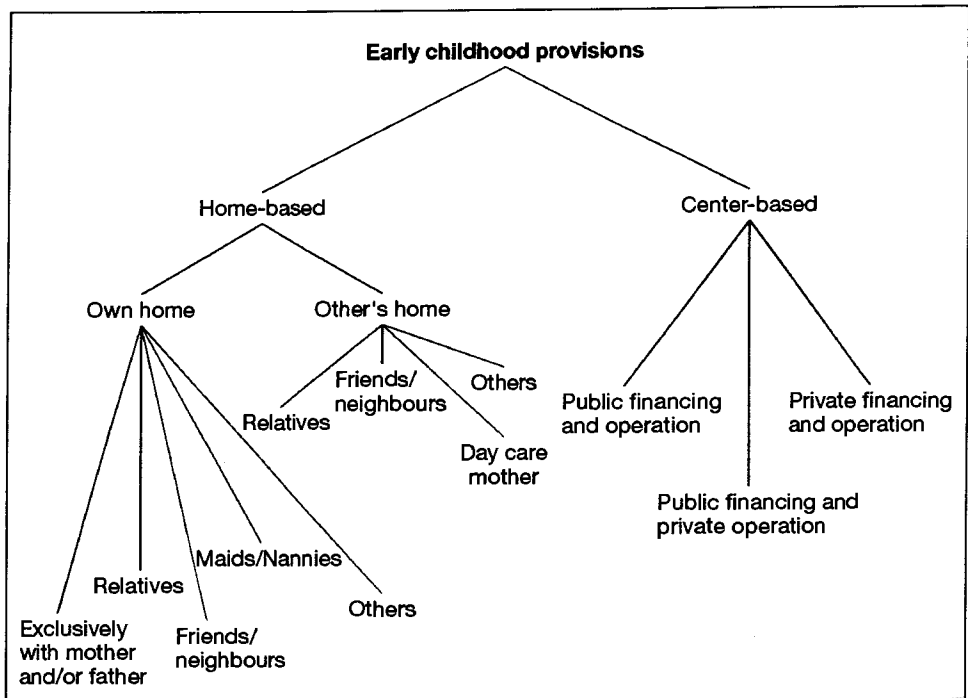 Early childhood provisions
Home-based
Center-based
Own home
Other's home
Relatives
Friends/
neighbours
Day care
mother
Others
Public financing
and operation
Public financing and
private operation
Private financing
and operation
Exclusively
with mother
and/or father
Relatives
Friends/
neighbours
Maids/Nannies
Others